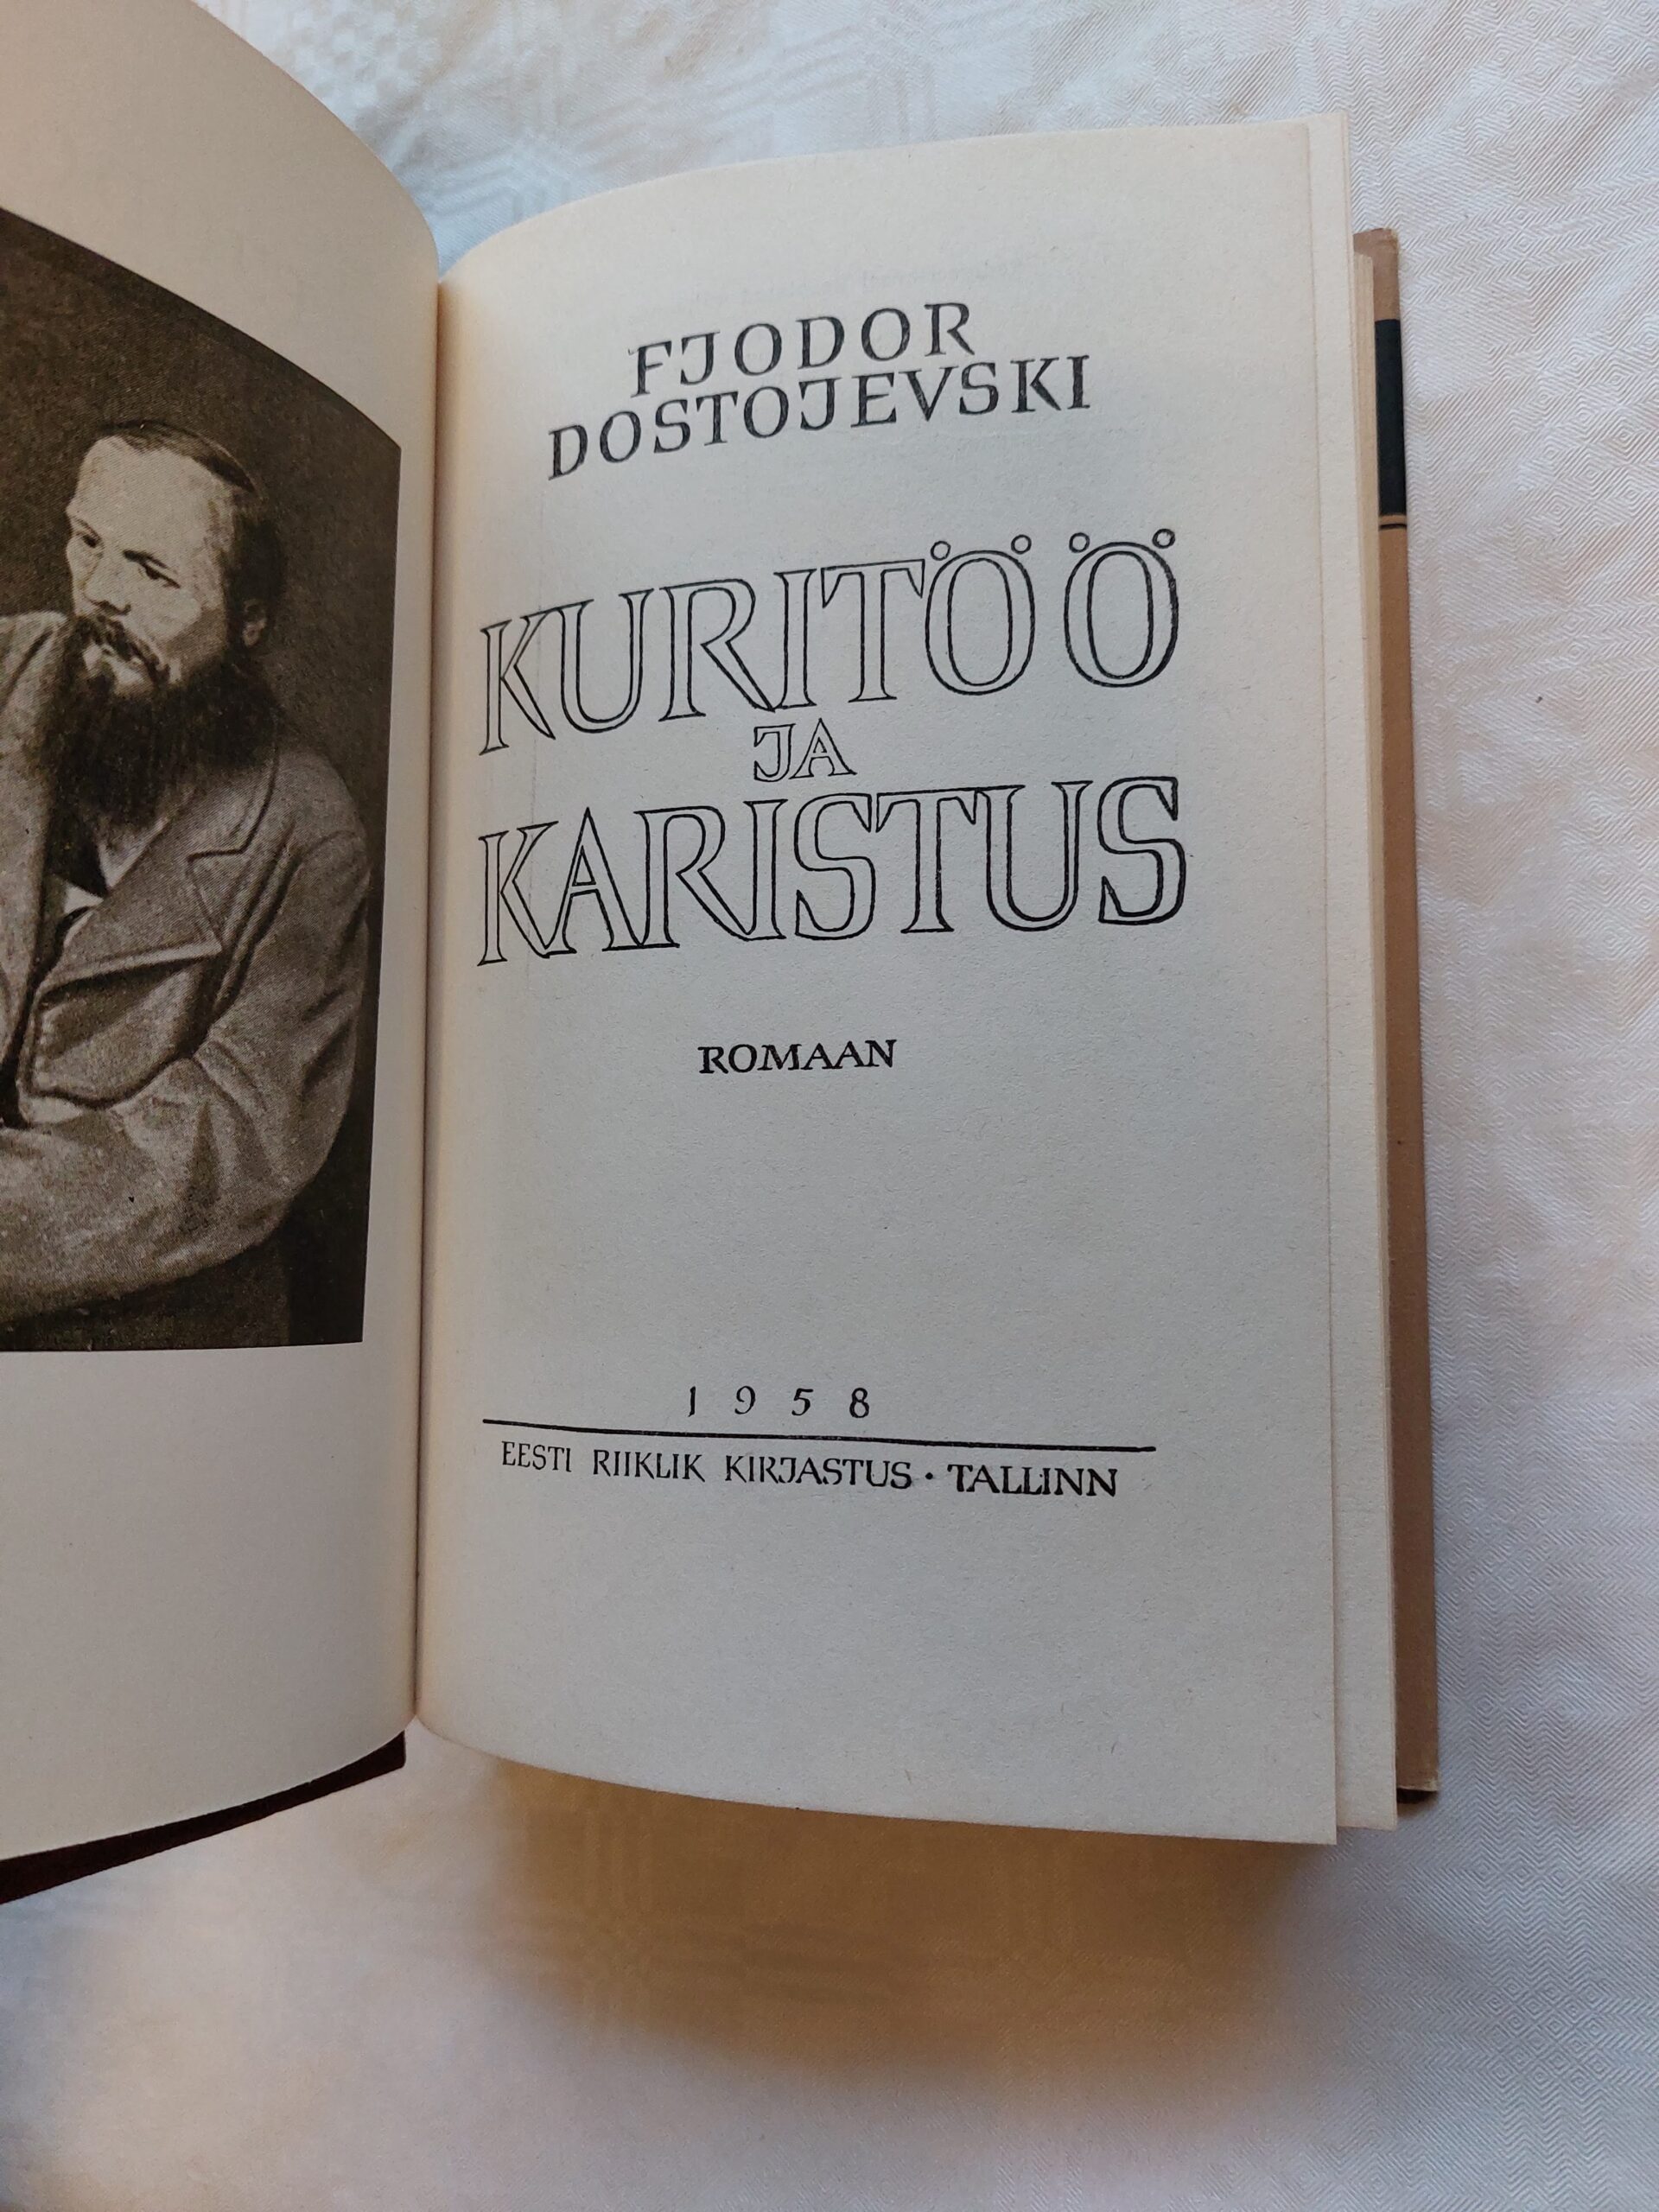 FJODOR
DOSTOJEVSKI
KURITÖÖ
JA
KARISTUS
ROMAAN
1958
EESTI RIIKLIK KIRJASTUS · TALLINN